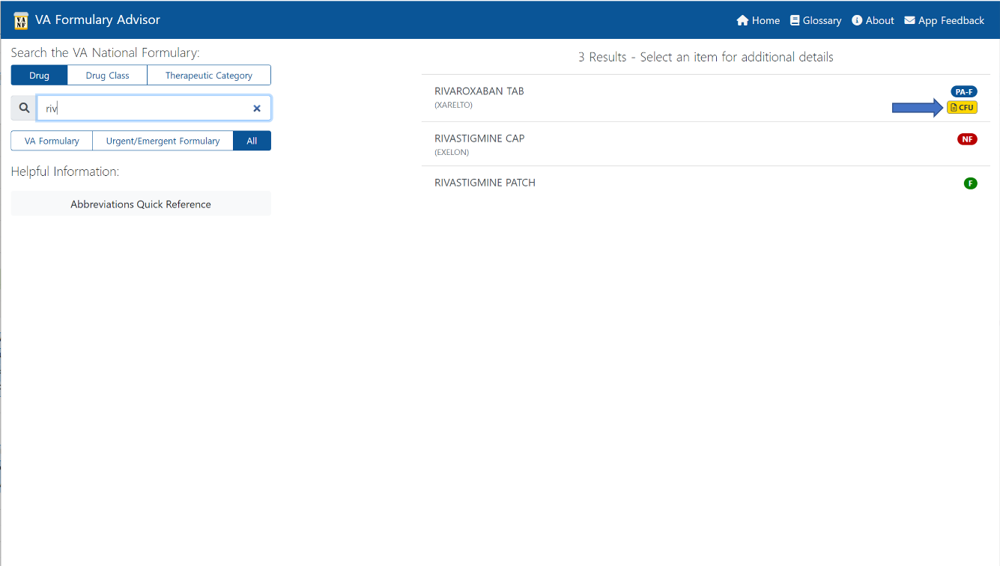 VA NF VA Formulary Advisor
Home Glossary About App Feedback
Search the VA National Formulary:
Drug Drug Class Therapeutic Category
riv
VA Formulary Urgent/Emergent Formulary All
Helpful Information:
Abbreviations Quick Reference
3 Results - Select an item for additional details
RIVAROXABAN TAB PA-F
(XARELTO) CFU
RIVASTIGMINE CAP NF
(EXELON)
RIVASTIGMINE PATCH F